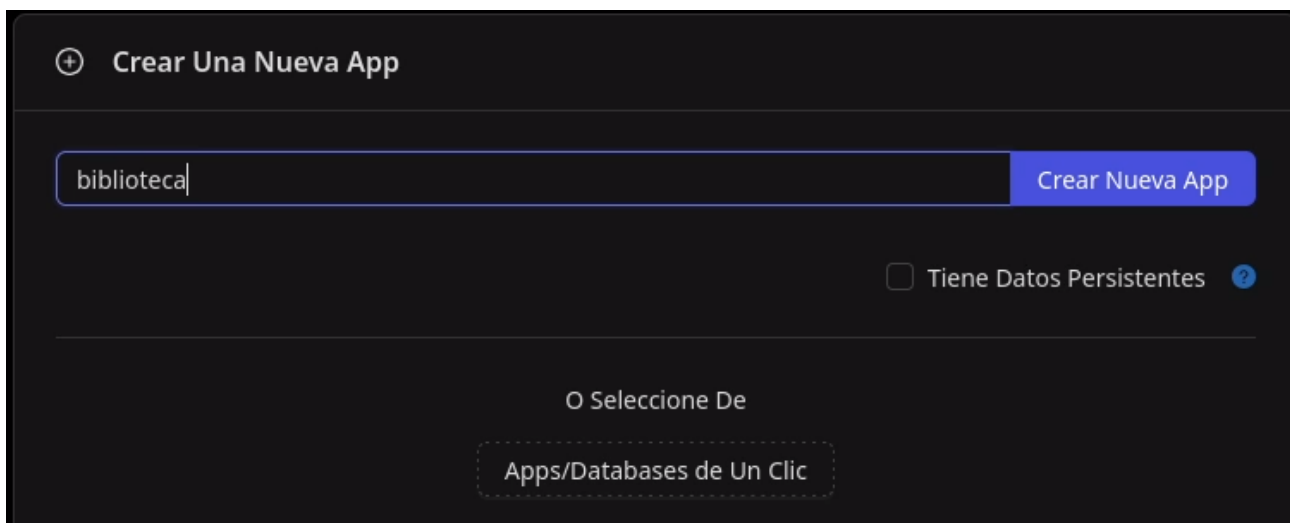 Crear Una Nueva App
biblioteca
Crear Nueva App
Tiene Datos Persistentes
?
O Seleccione De
Apps/Databases de Un Clic